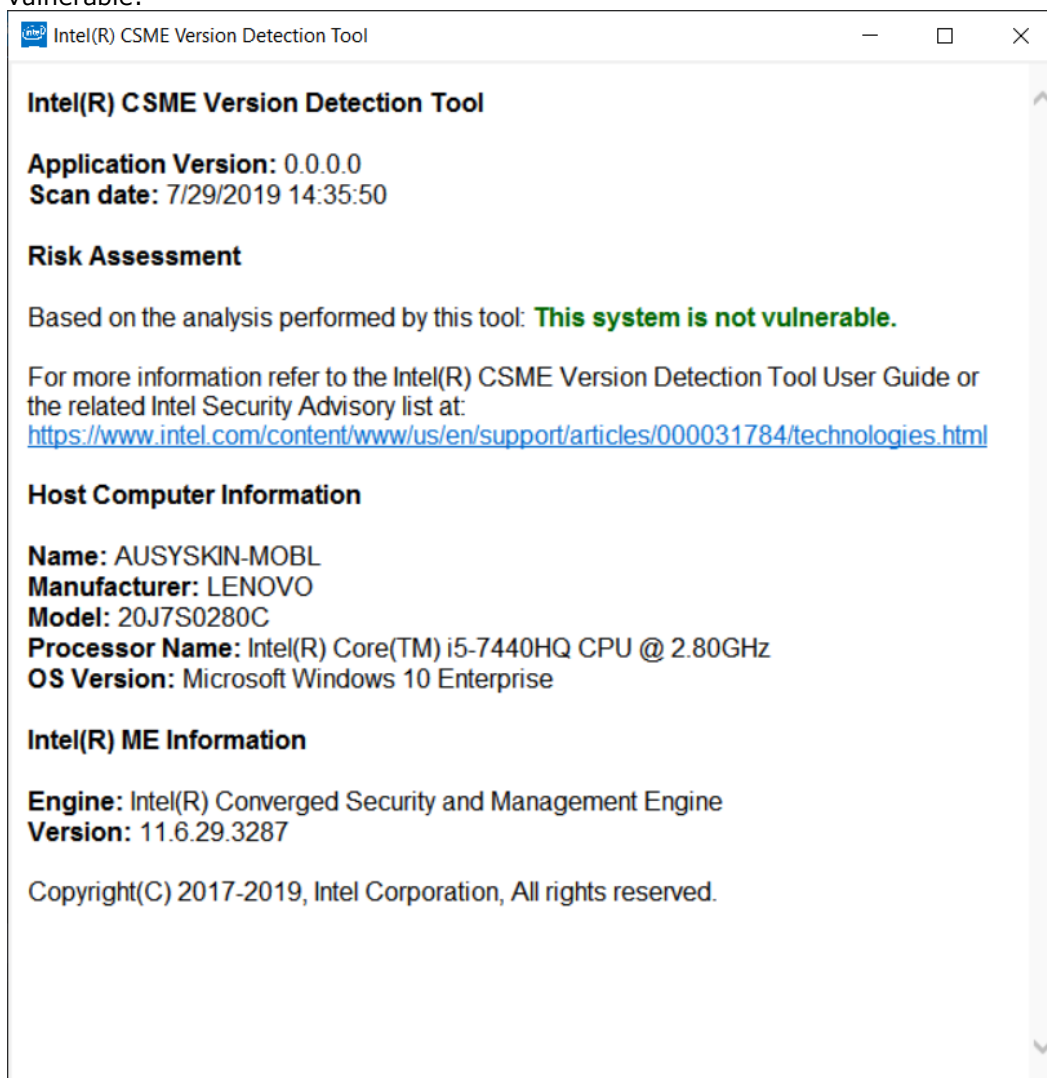 vulnerable.
intel Intel(R) CSME Version Detection Tool
Intel(R) CSME Version Detection Tool
Application Version: 0.0.0.0
Scan date: 7/29/2019 14:35:50
Risk Assessment
Based on the analysis performed by this tool: This system is not vulnerable.
For more information refer to the Intel(R) CSME Version Detection Tool User Guide or
the related Intel Security Advisory list at:
https://www.intel.com/content/www/us/en/support/articles/000031784/technologies.html
Host Computer Information
Name: AUSYSKIN-MOBL
Manufacturer: LENOVO
Model: 20J7S0280C
Processor Name: Intel(R) Core(TM) i5-7440HQ CPU @ 2.80GHz
OS Version: Microsoft Windows 10 Enterprise
Intel(R) ME Information
Engine: Intel(R) Converged Security and Management Engine
Version: 11.6.29.3287
Copyright(C) 2017-2019, Intel Corporation, All rights reserved.